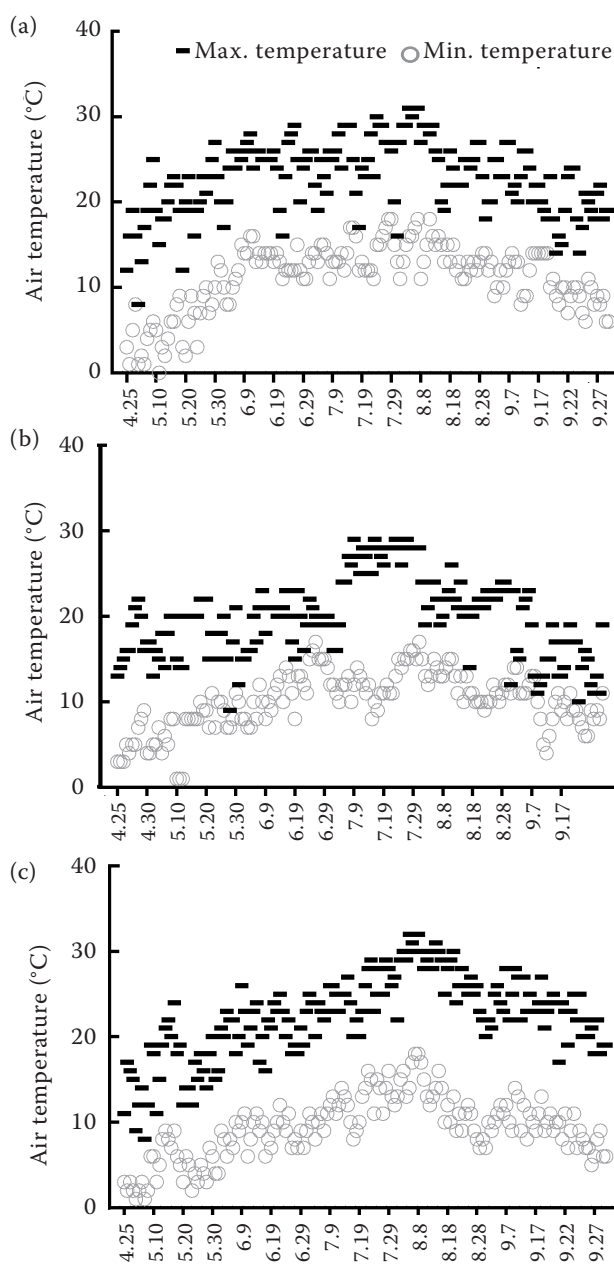 (a)
Max. temperature Min. temperature
Air temperature (°C)
40
30
20
10
0
4.25 5.10 5.20 5.30 6.9 6.19 6.29 7.9 7.19 7.29 8.8 8.18 8.28 9.7 9.17 9.22 9.27
(b)
Air temperature (°C)
40
30
20
10
0
4.25 4.30 5.10 5.20 5.30 6.9 6.19 6.29 7.9 7.19 7.29 8.8 8.18 8.28 9.7 9.17
(c)
Air temperature (°C)
40
30
20
10
0
4.25 5.10 5.20 5.30 6.9 6.19 6.29 7.9 7.19 7.29 8.8 8.18 8.28 9.7 9.17 9.22 9.27